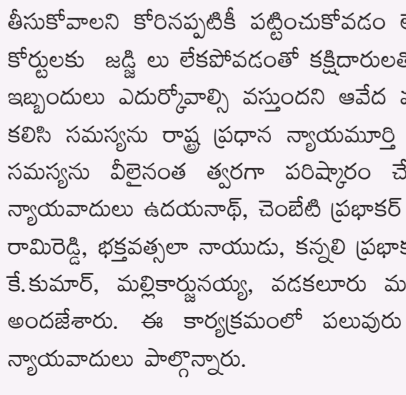 తీసుకోవాలని కోరినప్పటికీ పట్టించుకోవడం
కోర్టులకు జడ్జి లు లేకపోవడంతో కక్షిదారులత
ఇబ్బందులు ఎదుర్కోవాల్సి వస్తుందని ఆవేద
కలిసి సమస్యను రాష్ట్ర ప్రధాన న్యాయమూర్తి
సమస్యను వీలైనంత త్వరగా పరిష్కారం చే
న్యాయవాదులు ఉదయనాథ్, చెంబేటి ప్రభాకర్
రామిరెడ్డి, భక్తవత్సలా నాయుడు, కన్నలి ప్రభాక
కే.కుమార్, మల్లికార్జునయ్య, వడకలూరు మ
అందజేశారు. ఈ కార్యక్రమంలో పలువురు
న్యాయవాదులు పాల్గొన్నారు.